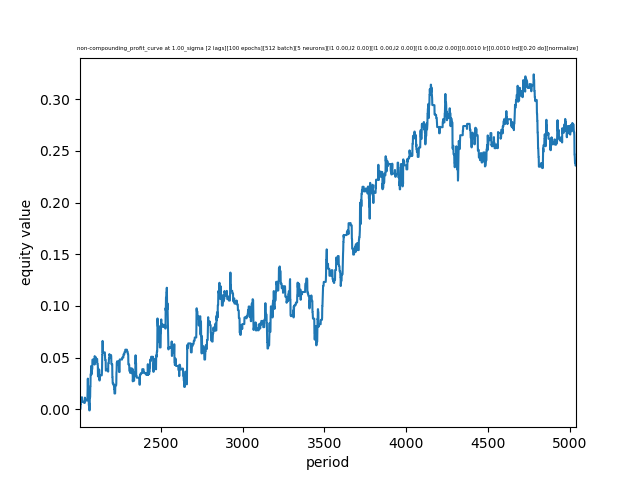 non-compounding_profit_curve at 1.00_sigma [2 lags][100 epochs][512 batch][5 neurons][l1 0.00,l2 0.00][l1 0.00,l2 0.00][l1 0.00,l2 0.00][0.0010 lr][0.0010 lrd][0.20 do][normalize]
0.30
0.25
0.20
0.15
0.10
0.05
0.00
equity value
2500 3000 3500 4000 4500 5000
period